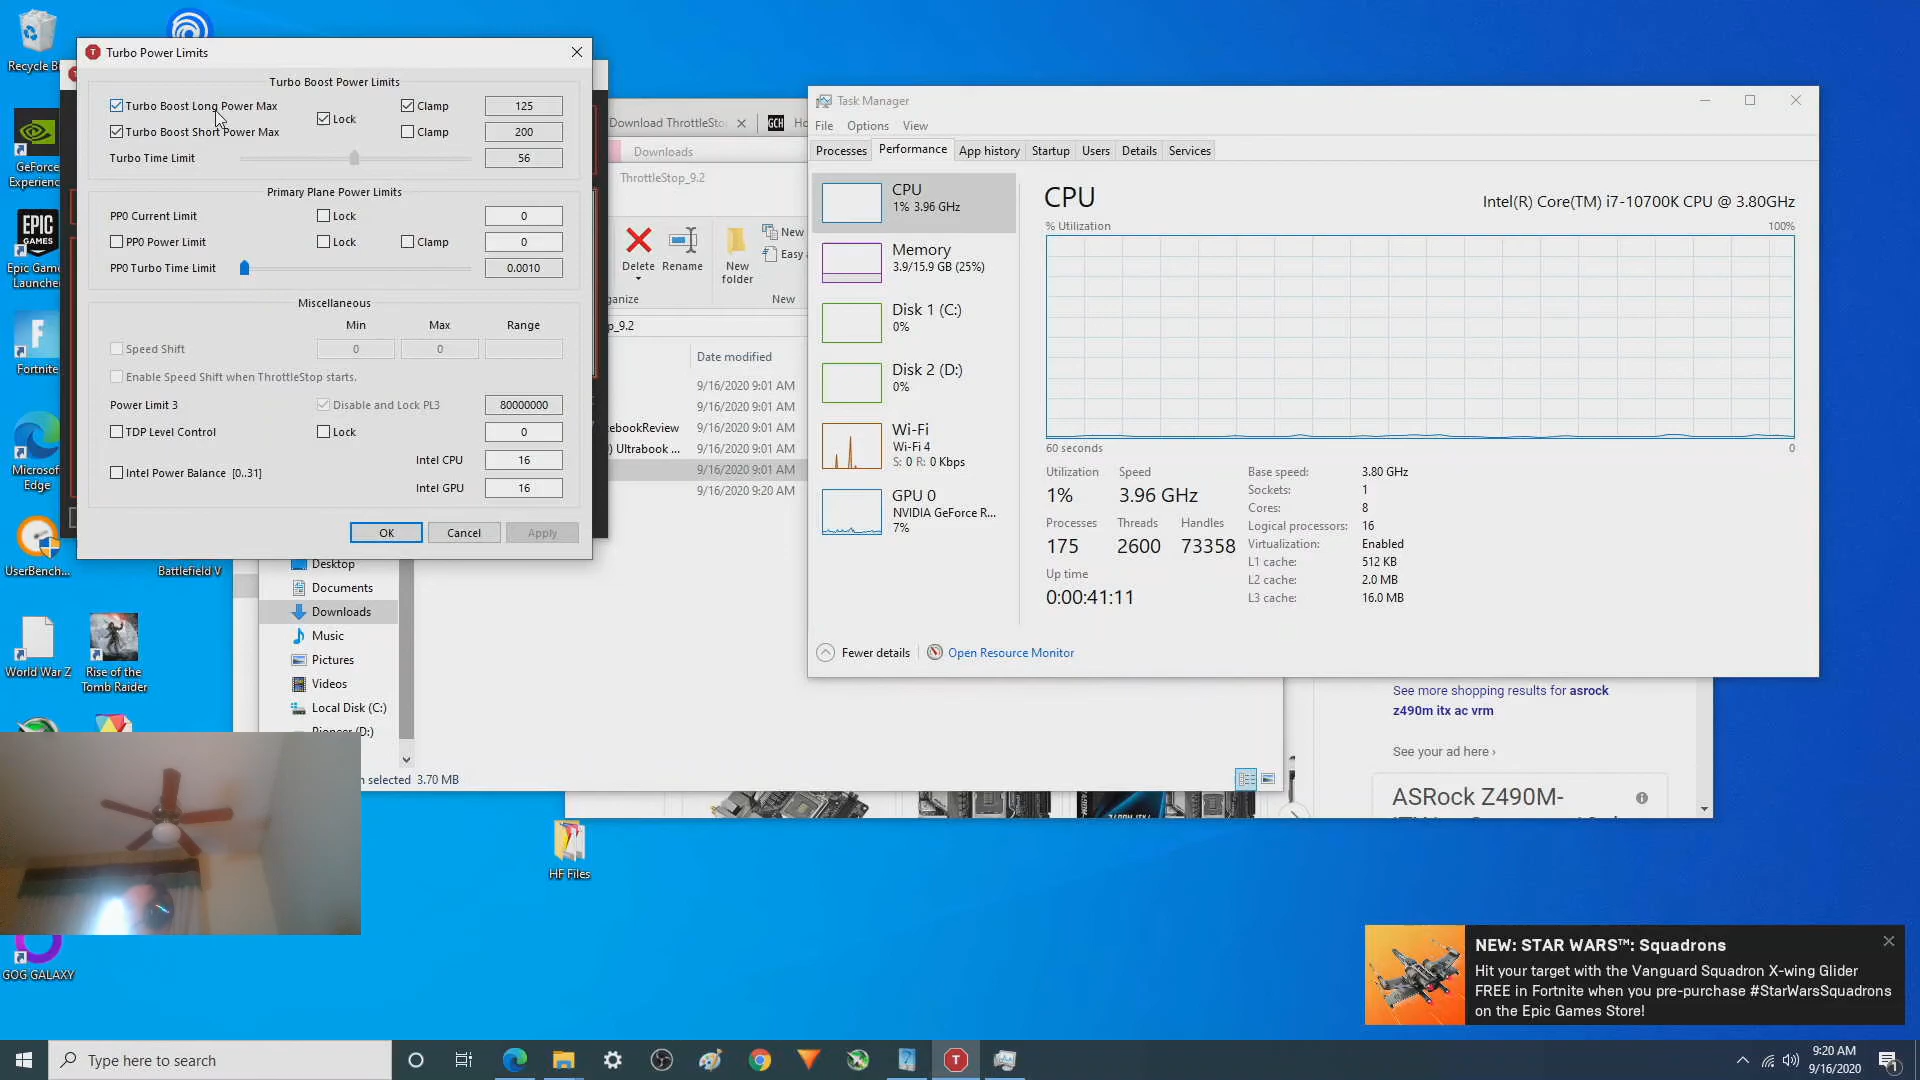 Recycle B
GeForce
Experience
Epic Game
Launcher
Fortnite
Microsoft
Edge
UserBench...
Battlefield V
World War Z
Rise of the
Tomb Raider
GOG GALAXY
HF Files
Turbo Power Limits
Turbo Boost Power Limits
Turbo Boost Long Power Max
Clamp
125
Lock
Turbo Boost Short Power Max
Clamp
200
Turbo Time Limit
56
Primary Plane Power Limits
PP0 Current Limit
Lock
0
PP0 Power Limit
Lock
Clamp
0
PP0 Turbo Time Limit
0.0010
Miscellaneous
Min
Max
Range
Speed Shift
0
0
Enable Speed Shift when ThrottleStop starts.
Power Limit 3
Disable and Lock PL3
80000000
TDP Level Control
Lock
0
Intel CPU
16
Intel Power Balance [0..31]
Intel GPU
16
OK
Cancel
Apply
Download ThrottleSto
GCH
Ho
Downloads
ThrottleStop_9.2
Delete
Rename
New
folder
New
Easy
ganize
New
p_9.2
Date modified
9/16/2020 9:01 AM
9/16/2020 9:01 AM
ebookReview
9/16/2020 9:01 AM
) Ultrabook ...
9/16/2020 9:01 AM
9/16/2020 9:01 AM
9/16/2020 9:20 AM
Desktop
Documents
Downloads
Music
Pictures
Videos
Local Disk (C:)
Pioneer (D:)
selected 3.70 MB
Task Manager
File Options View
Processes Performance App history Startup Users Details Services
CPU
1% 3.96 GHz
Memory
3.9/15.9 GB (25%)
Disk 1 (C:)
0%
Disk 2 (D:)
0%
Wi-Fi
Wi-Fi 4
S: 0 R: 0 Kbps
GPU 0
NVIDIA GeForce R...
7%
CPU
Intel(R) Core(TM) i7-10700K CPU @ 3.80GHz
% Utilization
100%
60 seconds
0
Utilization
Speed
1%
3.96 GHz
Processes
Threads
Handles
175
2600
73358
Up time
0:00:41:11
Base speed:
3.80 GHz
Sockets:
1
Cores:
8
Logical processors:
16
Virtualization:
Enabled
L1 cache:
512 KB
L2 cache:
2.0 MB
L3 cache:
16.0 MB
Fewer details
Open Resource Monitor
See more shopping results for asrock
z490m itx ac vrm
See your ad here ›
ASRock Z490M-
NEW: STAR WARS™: Squadrons
Hit your target with the Vanguard Squadron X-wing Glider
FREE in Fortnite when you pre-purchase #StarWarsSquadrons
on the Epic Games Store!
Type here to search
9:20 AM
9/16/2020
1